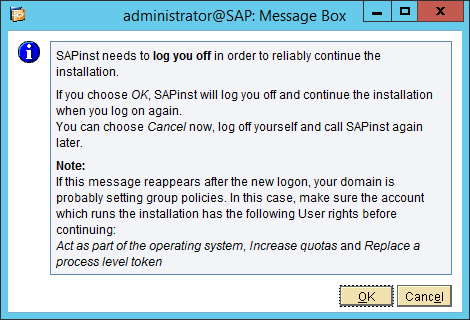 administrator@SAP: Message Box
SAPinst needs to log you off in order to reliably continue the
installation.
If you choose OK, SAPinst will log you off and continue the installation
when you log on again.
You can choose Cancel now, log off yourself and call SAPinst again
later.
Note:
If this message reappears after the new logon, your domain is
probably setting group policies. In this case, make sure the account
which runs the installation has the following User rights before
continuing:
Act as part of the operating system, Increase quotas and Replace a
process level token
OK Cancel